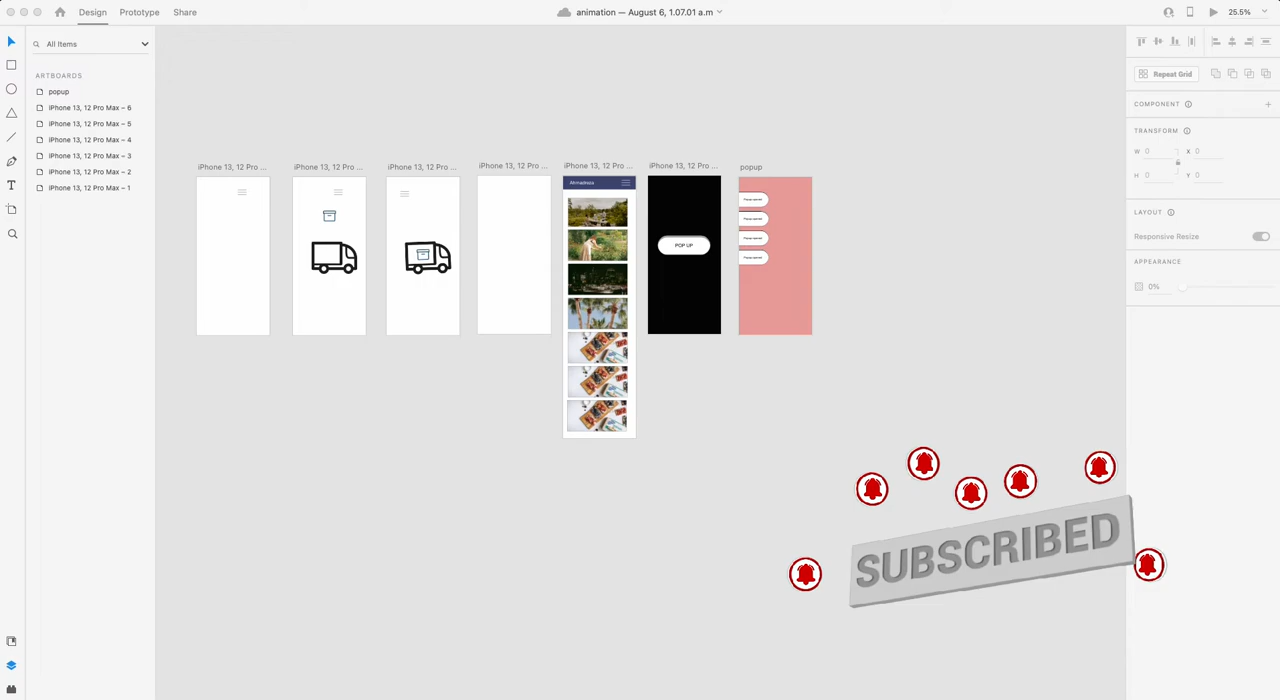 Design
Prototype
Share
animation — August 6, 1.07.01 a.m
25.5%
All Items
ARTBOARDS
popup
iPhone 13, 12 Pro Max – 6
iPhone 13, 12 Pro Max – 5
iPhone 13, 12 Pro Max – 4
iPhone 13, 12 Pro Max – 3
iPhone 13, 12 Pro Max – 2
iPhone 13, 12 Pro Max – 1
iPhone 13, 12 Pro ...
iPhone 13, 12 Pro ...
iPhone 13, 12 Pro ...
iPhone 13, 12 Pro ...
iPhone 13, 12 Pro ...
iPhone 13, 12 Pro ...
popup
POP UP
Repeat Grid
COMPONENT
TRANSFORM
W 0 X 0
H 0 Y 0
LAYOUT
Responsive Resize
APPEARANCE
0%
SUBSCRIBED